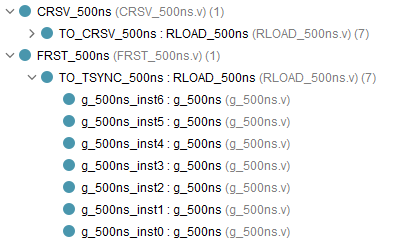 CRSV_500ns (CRSV_500ns.v) (1)
TO_CRSV_500ns : RLOAD_500ns (RLOAD_500ns.v) (7)
FRST_500ns (FRST_500ns.v) (1)
TO_TSYNC_500ns : RLOAD_500ns (RLOAD_500ns.v) (7)
g_500ns_inst6 : g_500ns (g_500ns.v)
g_500ns_inst5 : g_500ns (g_500ns.v)
g_500ns_inst4 : g_500ns (g_500ns.v)
g_500ns_inst3 : g_500ns (g_500ns.v)
g_500ns_inst2 : g_500ns (g_500ns.v)
g_500ns_inst1 : g_500ns (g_500ns.v)
g_500ns_inst0 : g_500ns (g_500ns.v)